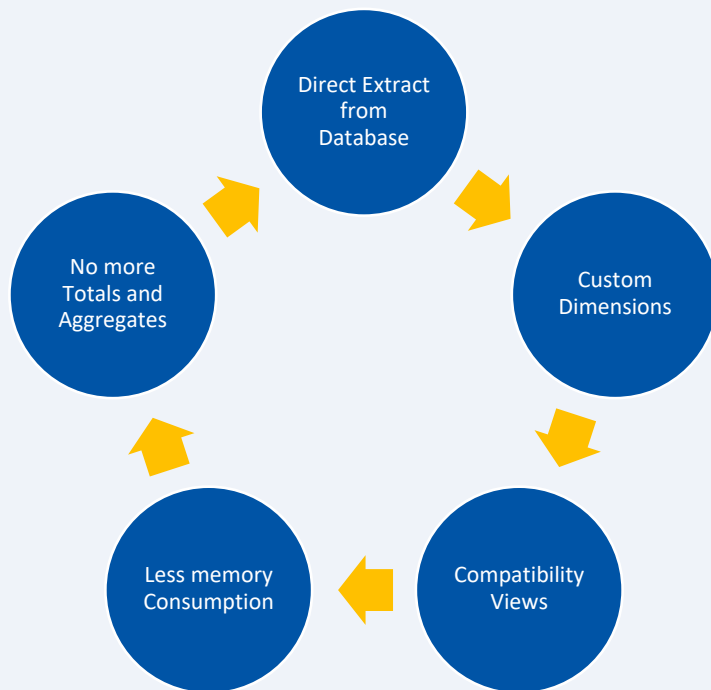 Direct Extract
from
Database
Custom
Dimensions
Compatibility
Views
Less memory
Consumption
No more
Totals and
Aggregates